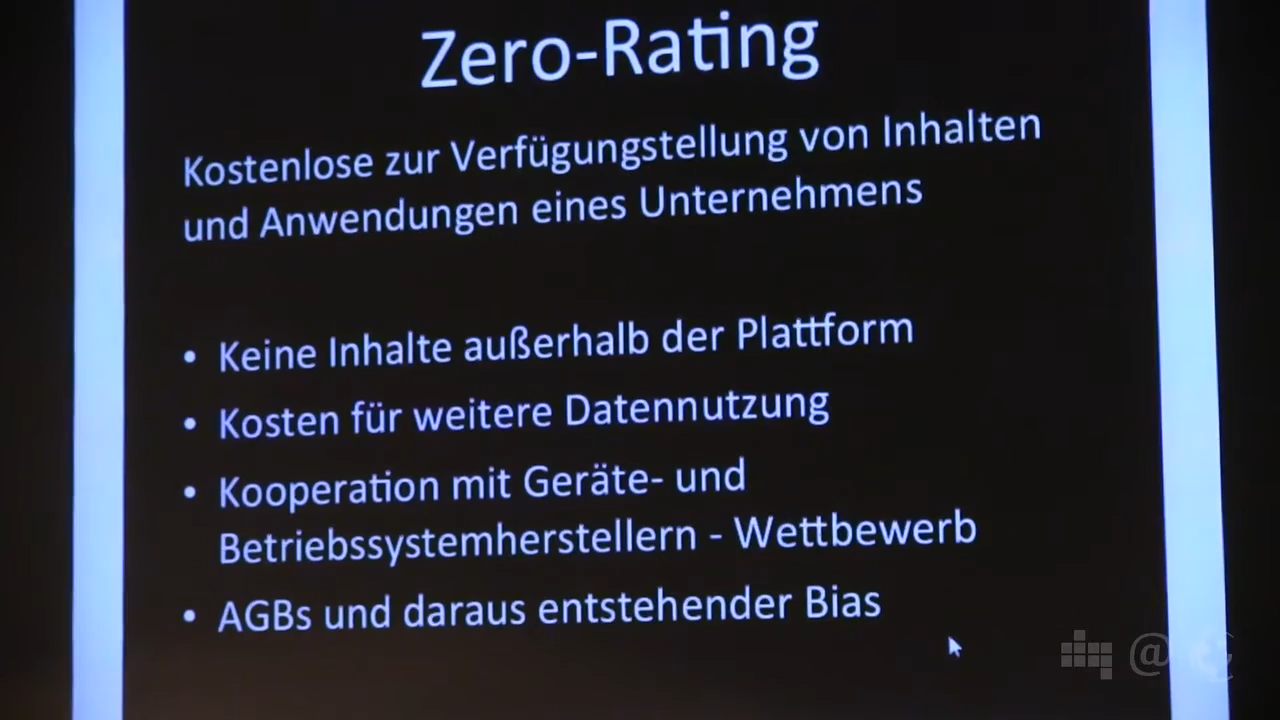 Zero-Rating
Kostenlose zur Verfügungstellung von Inhalten
und Anwendungen eines Unternehmens
• Keine Inhalte außerhalb der Plattform
• Kosten für weitere Datennutzung
• Kooperation mit Geräte- und
Betriebssystemherstellern - Wettbewerb
• AGBs und daraus entstehender Bias
@